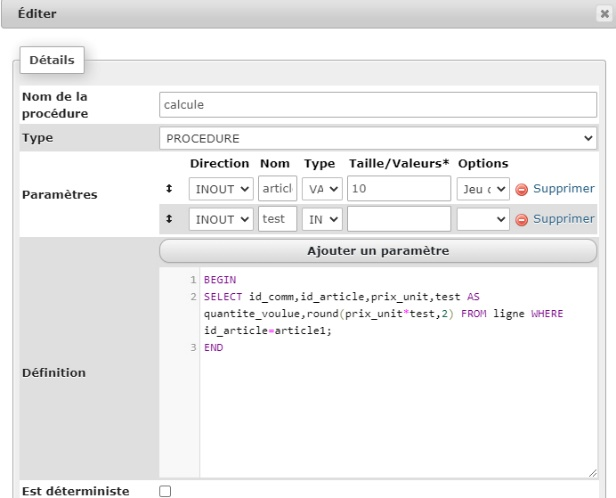 Éditer
Détails
Nom de la procédure
calcule
Type
PROCEDURE
Paramètres
Direction Nom Type Taille/Valeurs* Options
INOUT articl VA 10 Jeu c Supprimer
INOUT test IN Supprimer
Ajouter un paramètre
Définition
1 BEGIN
2 SELECT id_comm,id_article,prix_unit,test AS
quantite_voulue,round(prix_unit*test,2) FROM ligne WHERE
id_article=article1;
3 END
Est déterministe